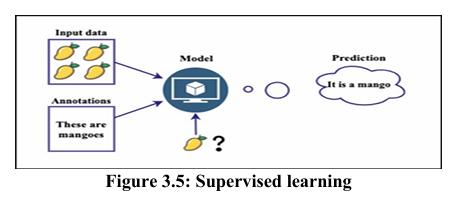 Input data
Model
Prediction
It is a mango
Annotations
These are
mangoes
?
Figure 3.5: Supervised learning